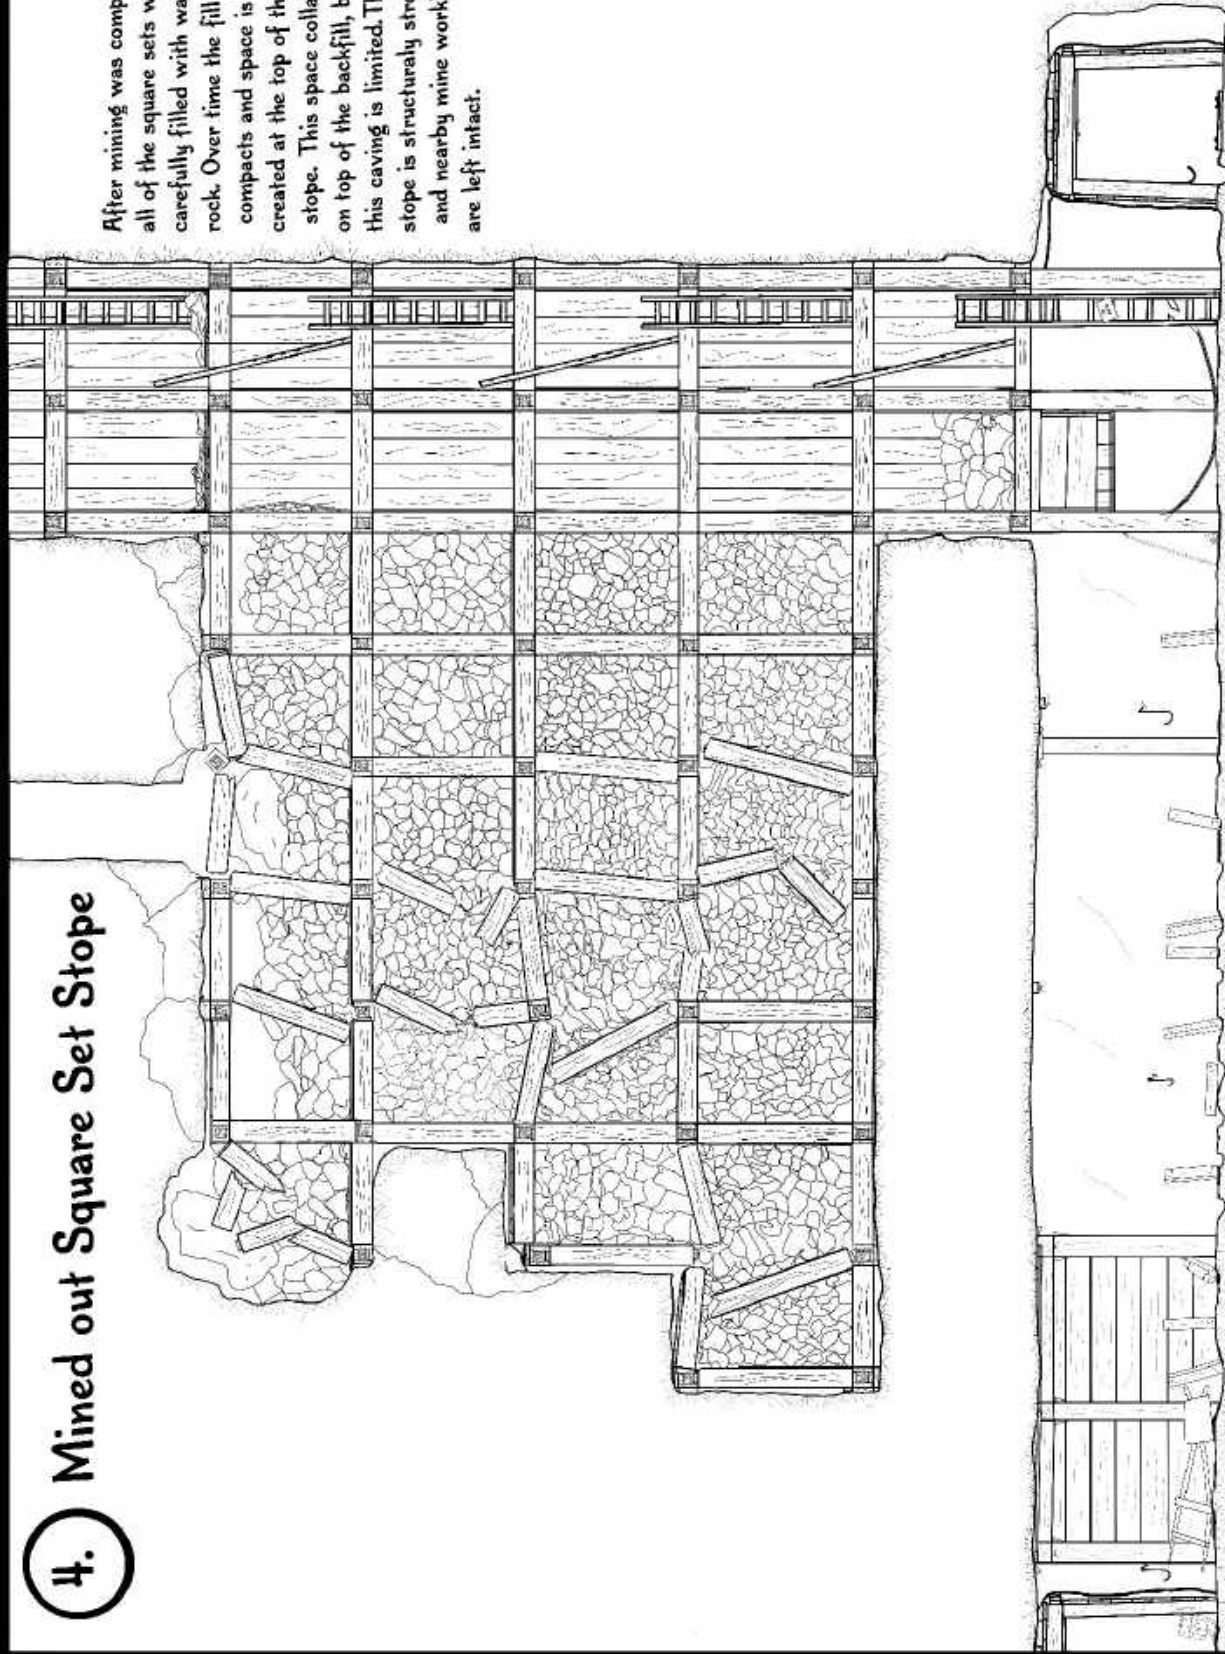 4. Mined out Square Set Stope
After mining was comp
all of the square sets w
carefully filled with wa
rock. Over time the fill
compacts and space is
created at the top of th
stope. This space colla
on top of the backfill, b
this caving is limited. Th
stope is structuraly stro
and nearby mine work
are left intact.